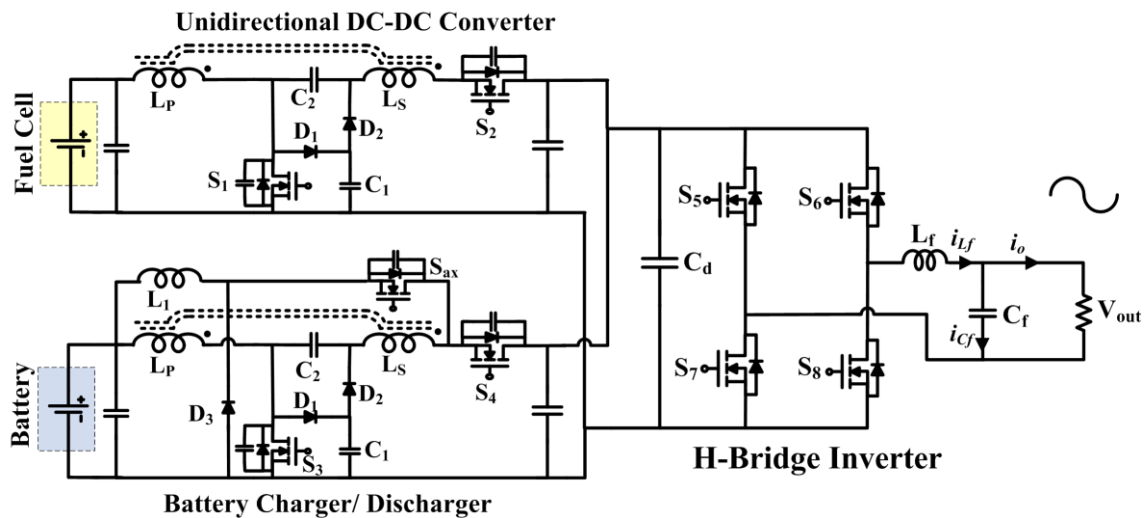 Unidirectional DC-DC Converter
Fuel Cell
+
L_P
C_2
L_S
S_2
D_1
D_2
S_1
C_1
Battery
+
L_1
S_ax
L_P
C_2
L_S
S_4
D_3
D_1
D_2
S_3
C_1
Battery Charger/ Discharger
C_d
S_5
S_6
S_7
S_8
L_f
i_Lf
i_o
C_f
i_Cf
V_out
H-Bridge Inverter